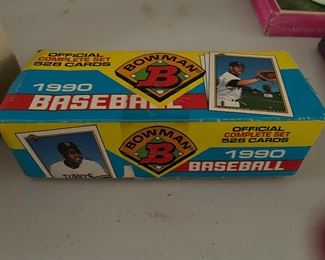 OFFICIAL
COMPLETE SET
528 CARDS
1990
BASEBALL
BOWMAN
B
BOWMAN
B
OFFICIAL
COMPLETE SET
528 CARDS
1990
BASEBALL
GIANTS